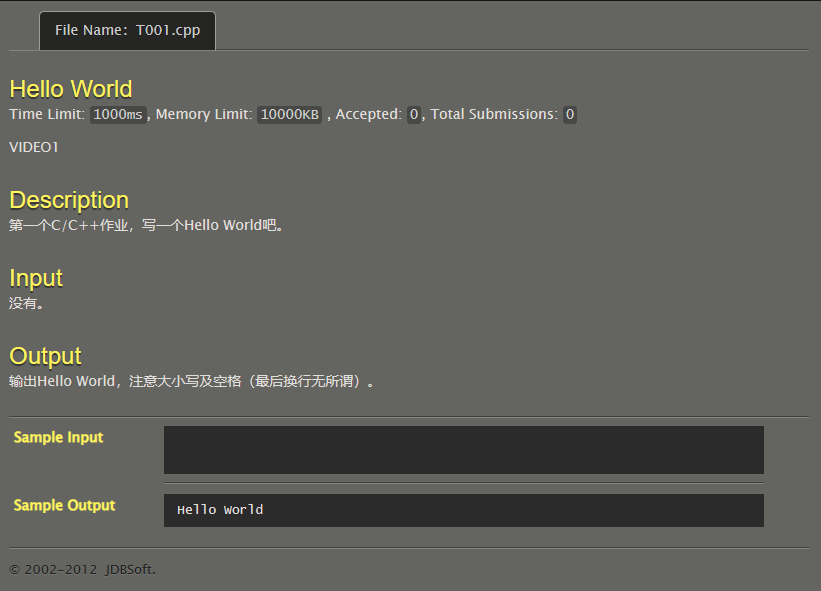 File Name: T001.cpp
Hello World
Time Limit: 1000ms, Memory Limit: 10000KB , Accepted: 0, Total Submissions: 0
VIDEO1
Description
第一个C/C++作业，写一个Hello World吧。
Input
没有。
Output
输出Hello World，注意大小写及空格（最后换行无所谓）。
Sample Input
Sample Output
Hello World
© 2002-2012 JDBSoft.